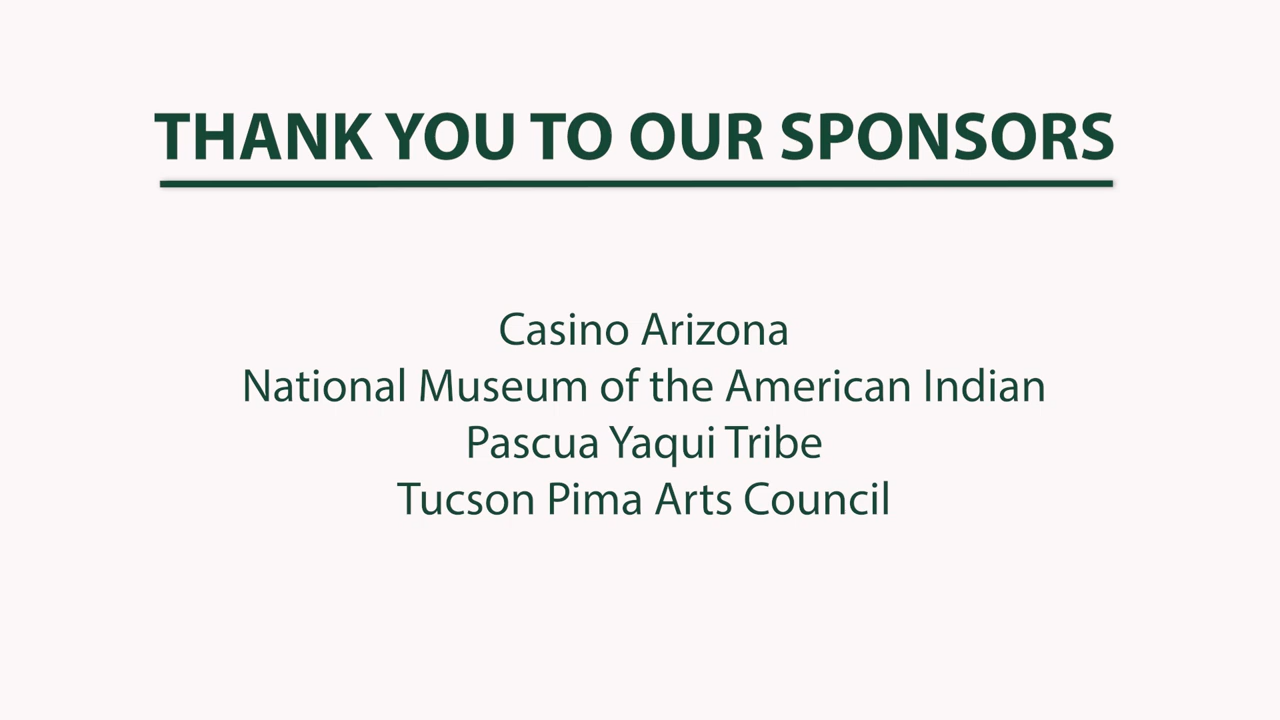 THANK YOU TO OUR SPONSORS
Casino Arizona
National Museum of the American Indian
Pascua Yaqui Tribe
Tucson Pima Arts Council